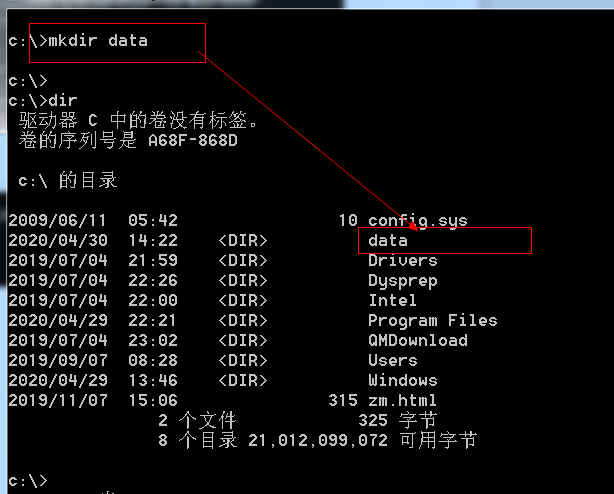 c:\>mkdir data
c:\>
c:\>dir
驱动器 C 中的卷没有标签。
卷的序列号是 A68F-868D
c:\ 的目录
2009/06/11  05:42                10 config.sys
2020/04/30  14:22    <DIR>          data
2019/07/04  21:59    <DIR>          Drivers
2019/07/04  22:26    <DIR>          Dysprep
2019/07/04  22:00    <DIR>          Intel
2020/04/29  22:21    <DIR>          Program Files
2019/07/04  23:02    <DIR>          QMDownload
2019/09/07  08:28    <DIR>          Users
2020/04/29  13:46    <DIR>          Windows
2019/11/07  15:06               315 zm.html
2 个文件            325 字节
8 个目录 21,012,099,072 可用字节
c:\>